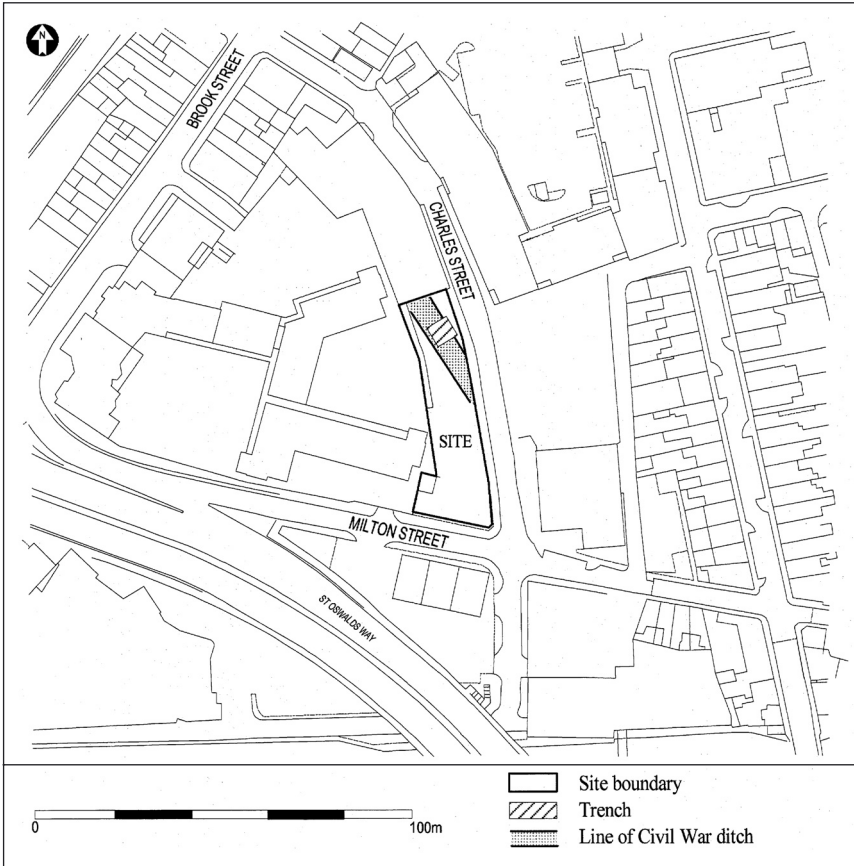 N
BROOK STREET
CHARLES STREET
SITE
MILTON STREET
ST OSWALDS WAY
Site boundary
Trench
Line of Civil War ditch
0
100m